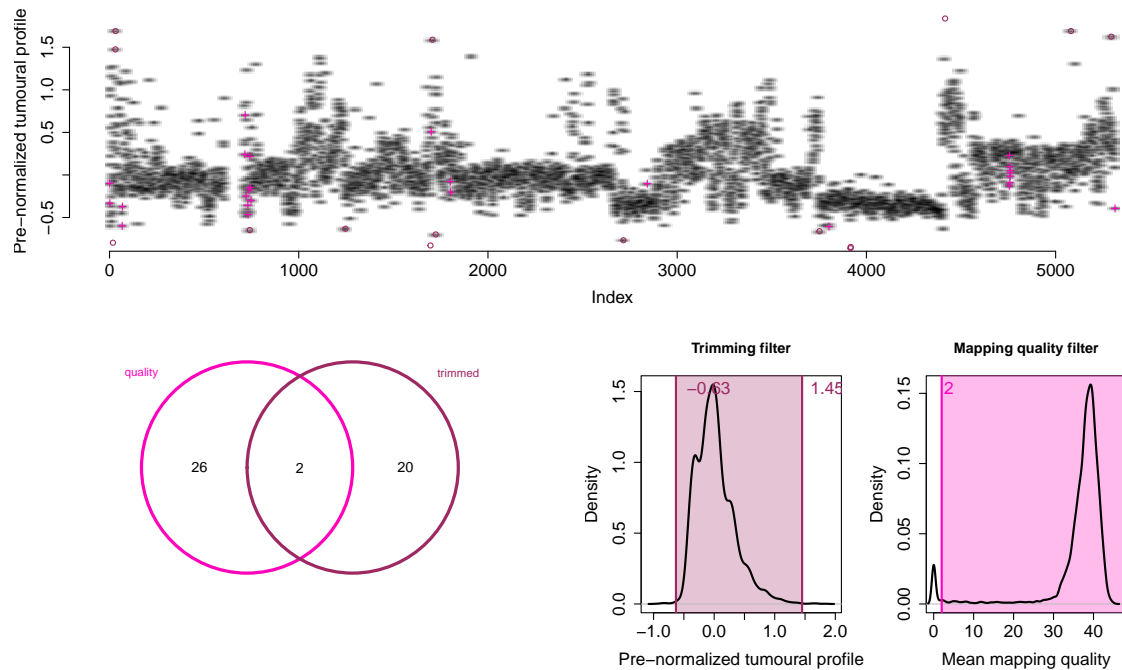 Pre−normalized tumoural profile
1.5
1.0
0.5
−0.5
0 1000 2000 3000 4000 5000
Index
quality
trimmed
26 2 20
Trimming filter
−0.63 1.45
Density
1.5
1.0
0.5
0.0
−1.0 0.0 1.0 2.0
Pre−normalized tumoural profile
Mapping quality filter
2
Density
0.15
0.10
0.05
0.00
0 10 20 30 40
Mean mapping quality